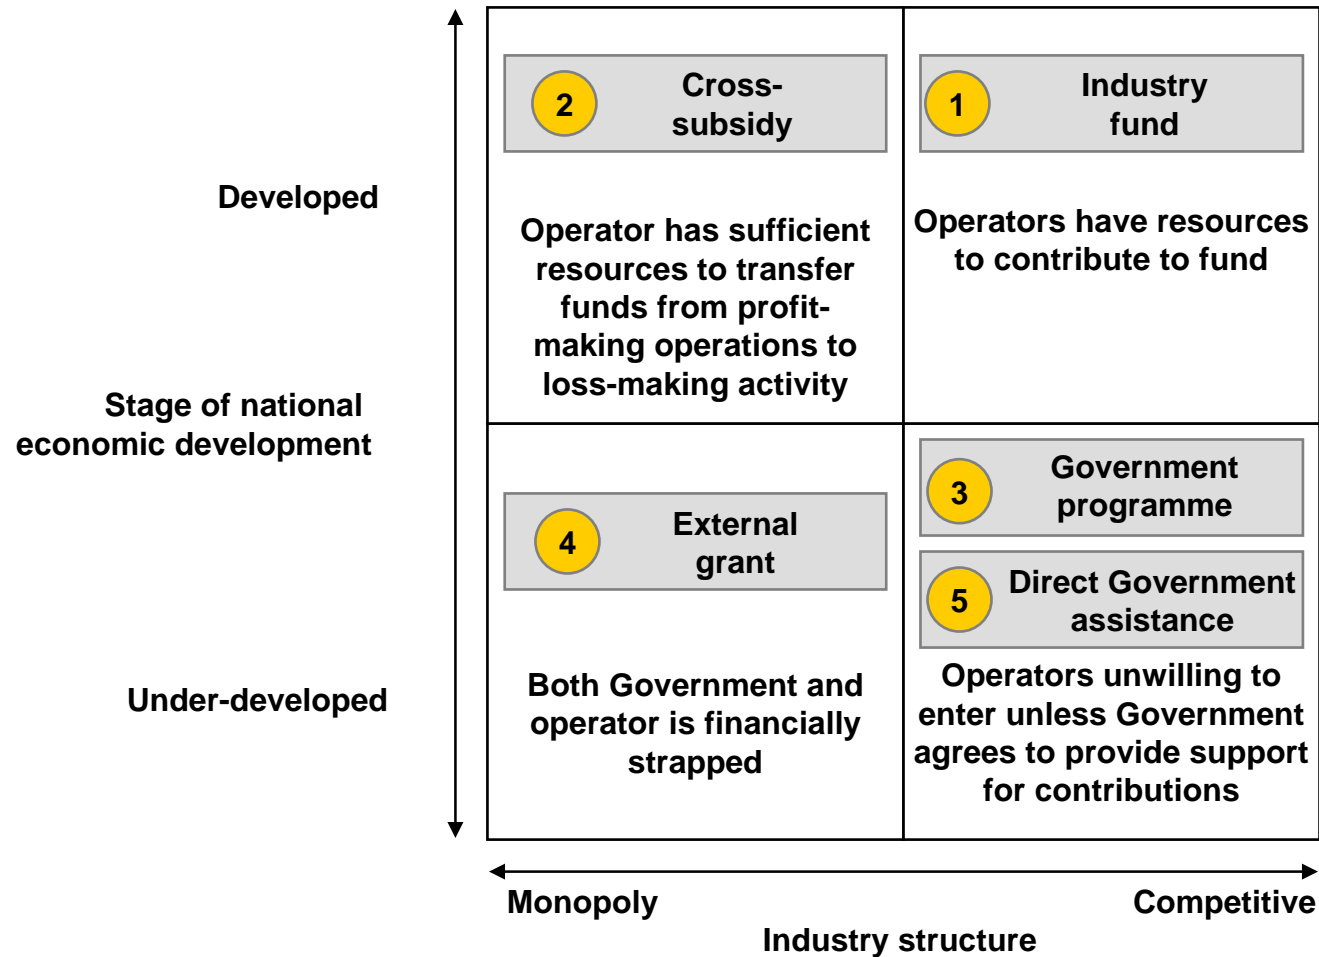 2
Cross-
subsidy
1
Industry
fund
Developed
Operator has sufficient
resources to transfer
funds from profit-
making operations to
loss-making activity
Operators have resources
to contribute to fund
Stage of national
economic development
4
External
grant
3
Government
programme
5
Direct Government
assistance
Under-developed
Both Government and
operator is financially
strapped
Operators unwilling to
enter unless Government
agrees to provide support
for contributions
Monopoly
Competitive
Industry structure